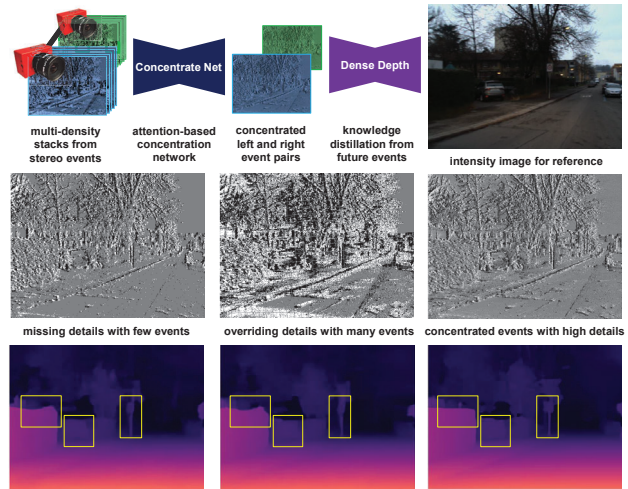 Concentrate Net
Dense Depth
multi-density
stacks from
stereo events
attention-based
concentration
network
concentrated
left and right
event pairs
knowledge
distillation from
future events
intensity image for reference
missing details with few events
overriding details with many events
concentrated events with high details